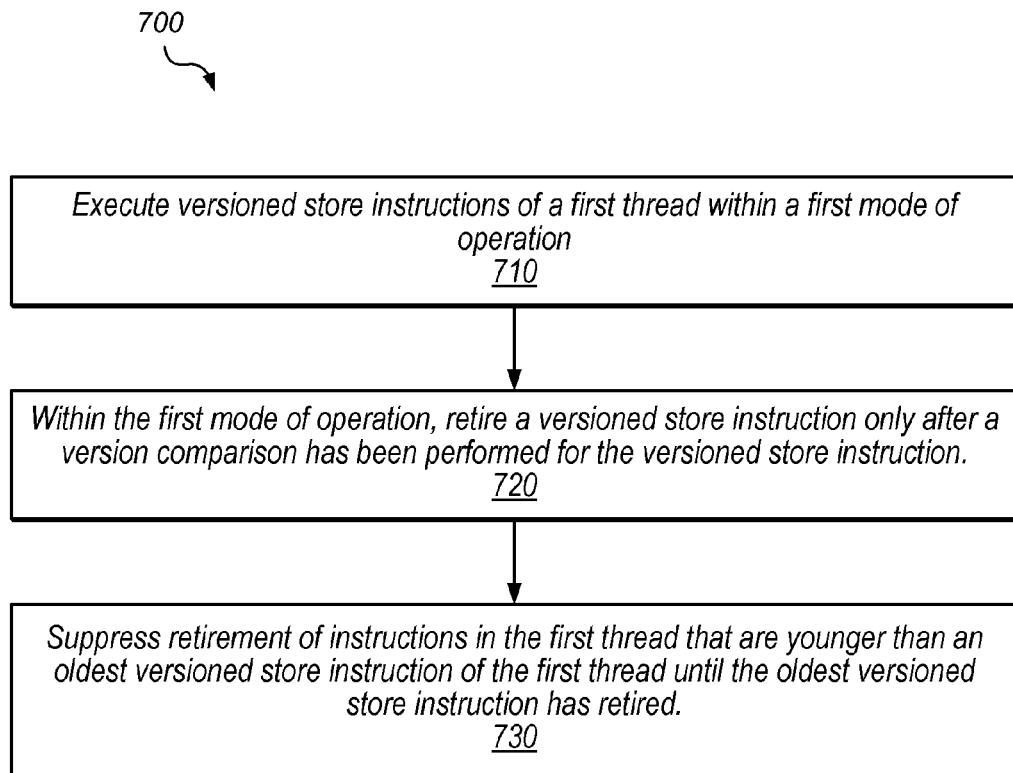 700
Execute versioned store instructions of a first thread within a first mode of
operation
710
Within the first mode of operation, retire a versioned store instruction only after a
version comparison has been performed for the versioned store instruction.
720
Suppress retirement of instructions in the first thread that are younger than an
oldest versioned store instruction of the first thread until the oldest versioned
store instruction has retired.
730